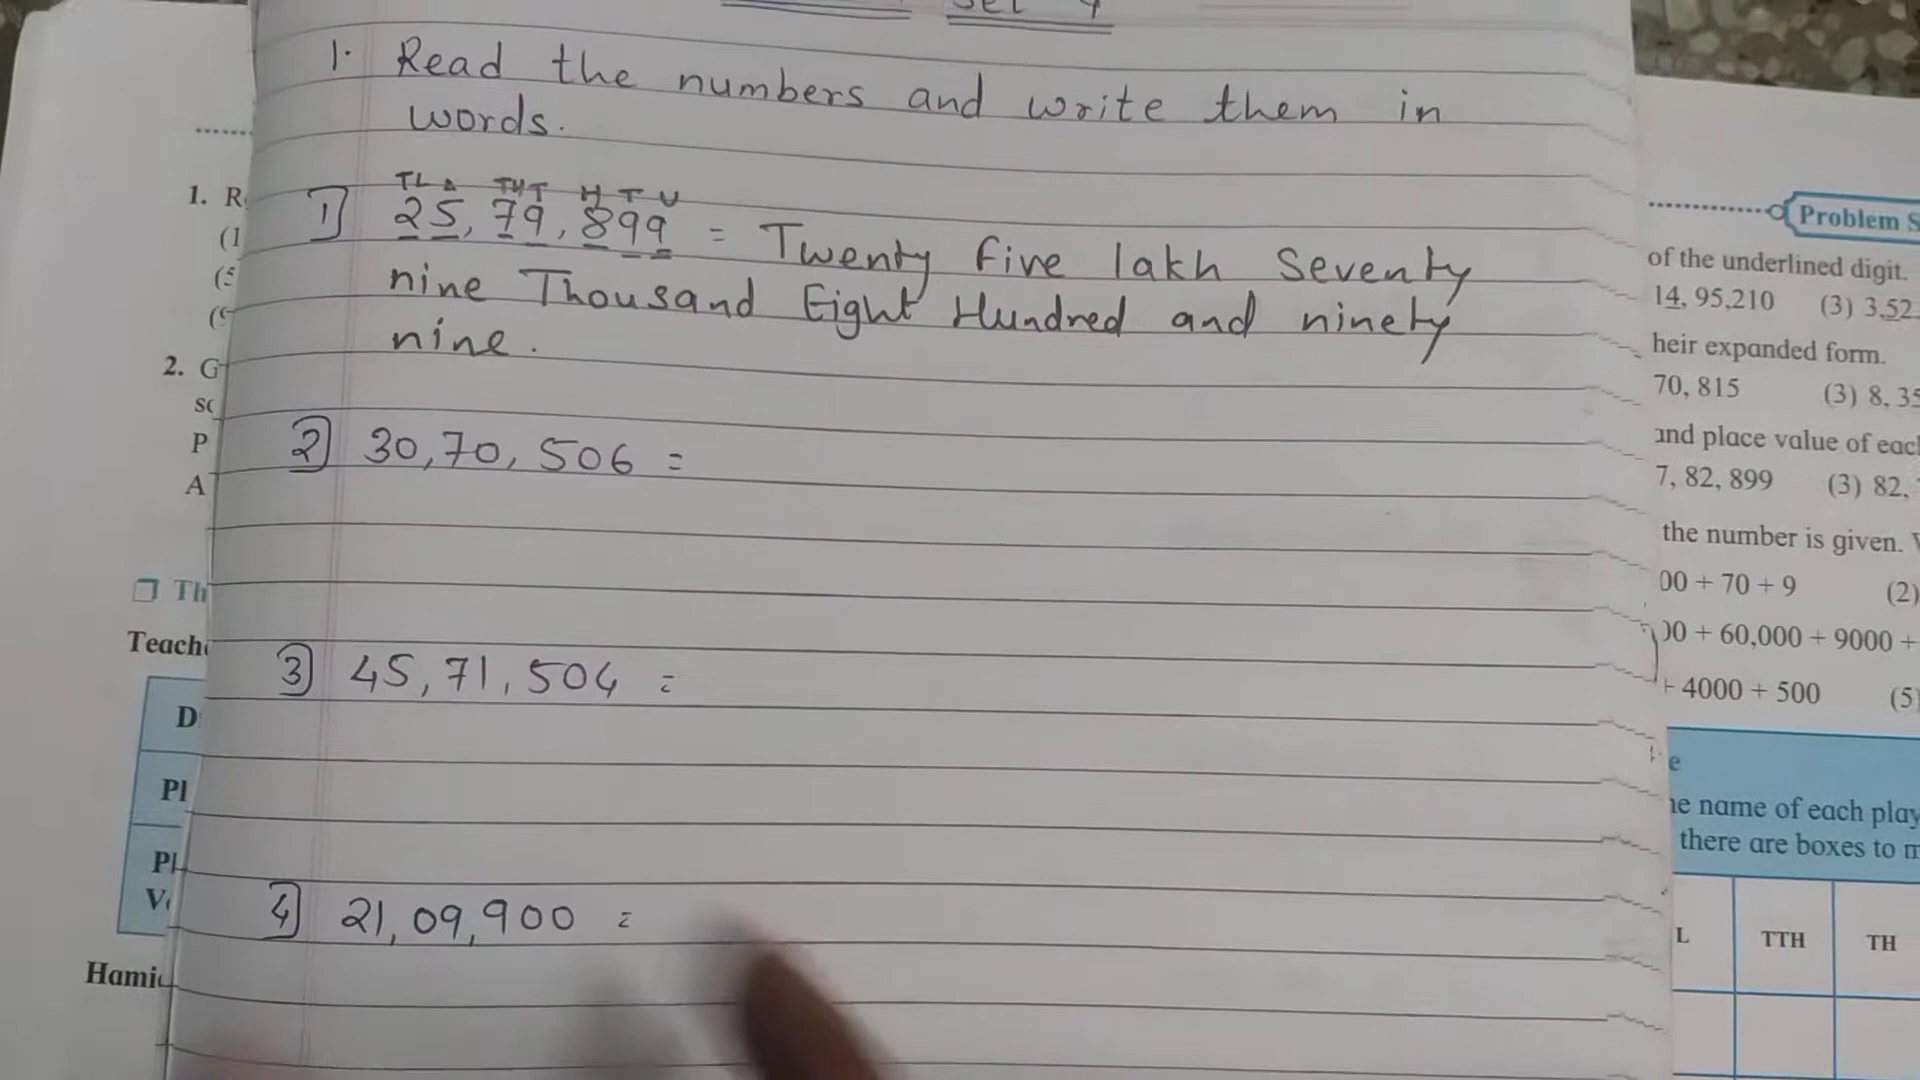 Set 4
1. Read the numbers and write them in
words.
TL L TH T H T U
1) 25, 79, 899 = Twenty five lakh Seventy
nine Thousand Eight Hundred and ninety
nine.
2) 30,70, 506 =
3) 45, 71, 504 =
4) 21, 09, 900 =
1. R
(1
2. G
P
A
Th
D
Pl
Problem S
of the underlined digit.
14, 95,210 (3) 3,52
heir expanded form.
70, 815 (3) 8, 35
and place value of each
7, 82, 899 (3) 82,
the number is given.
00 + 70 + 9 (2)
00 + 60,000 + 9000 +
+ 4000 + 500 (5)
e
name of each play
there are boxes to m
L TTH TH